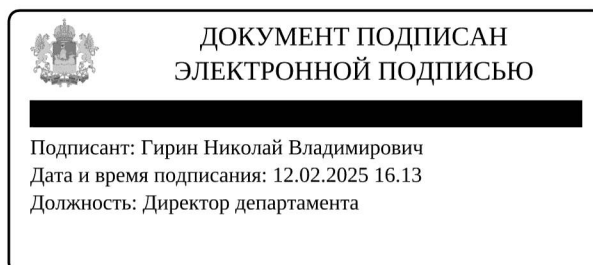 ДОКУМЕНТ ПОДПИСАН
ЭЛЕКТРОННОЙ ПОДПИСЬЮ
Подписант: Гирин Николай Владимирович
Дата и время подписания: 12.02.2025 16.13
Должность: Директор департамента